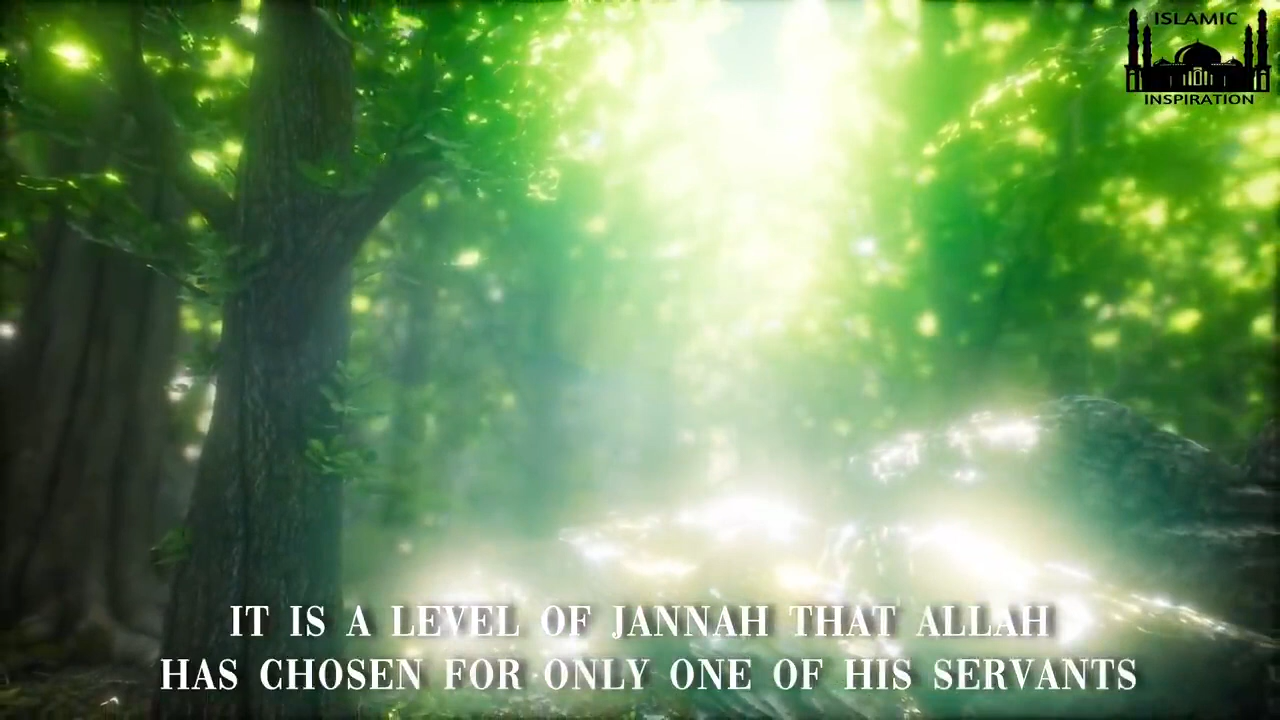 ISLAMIC
INSPIRATION
IT IS A LEVEL OF JANNAH THAT ALLAH
HAS CHOSEN FOR ONLY ONE OF HIS SERVANTS